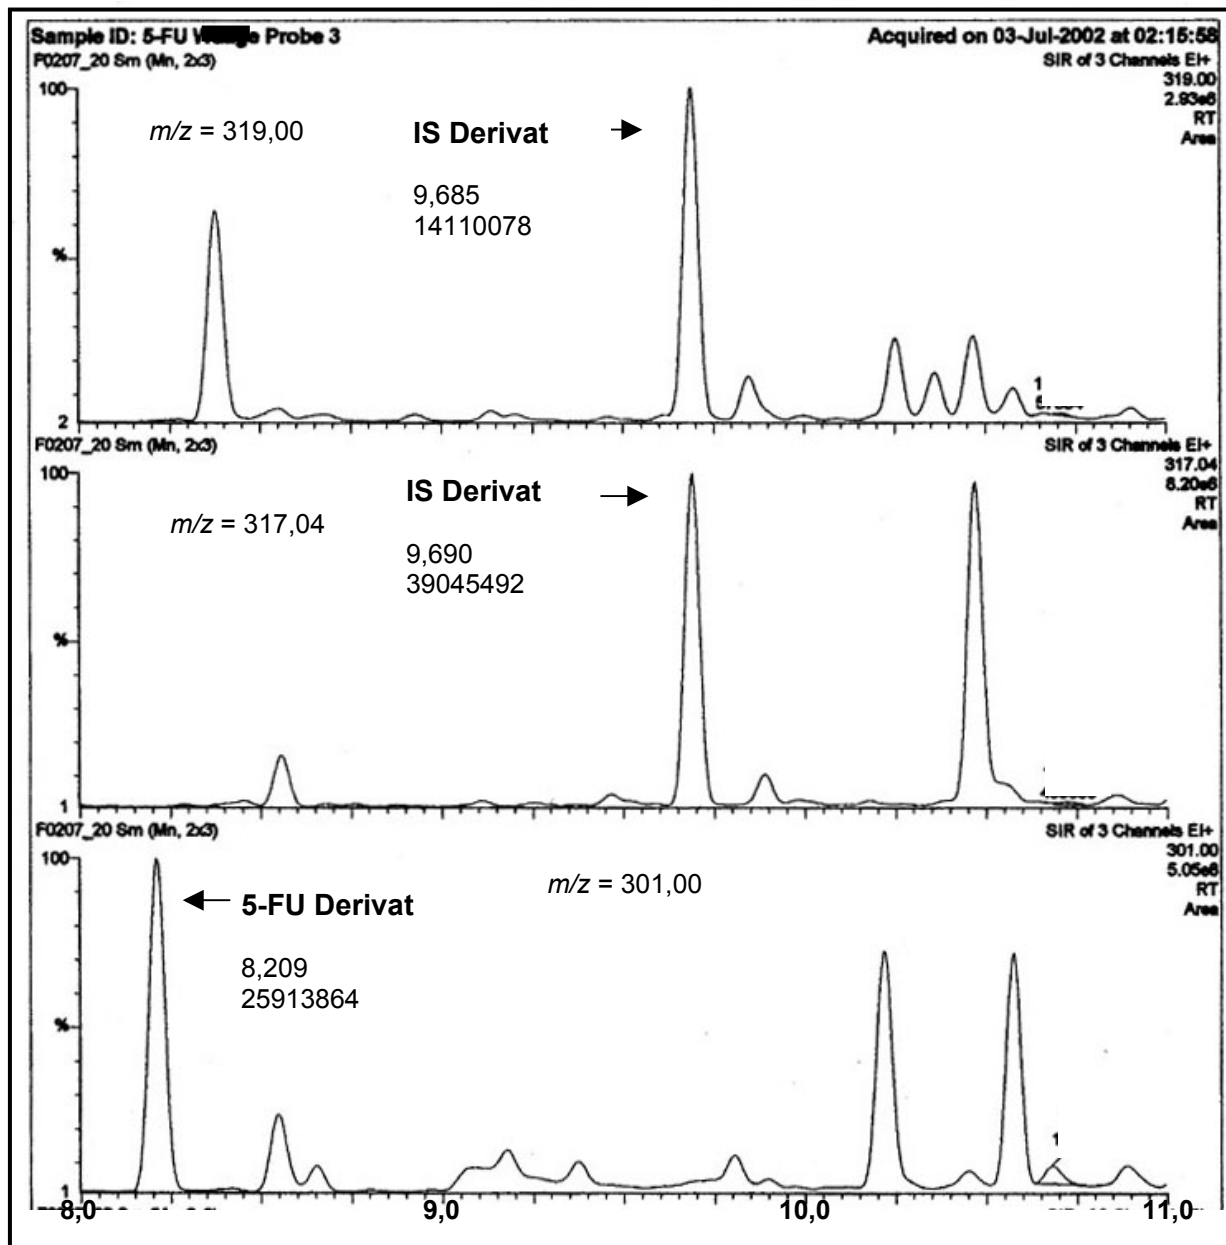 Sample ID: 5-FU Probe 3
Acquired on 03-Jul-2002 at 02:15:58
F0207_20 Sm (Mn, 2x3)
SIR of 3 Channels EI+
319.00
2.93e6
RT
Area
100
%
2
m/z = 319,00
IS Derivat
9,685
14110078
1
F0207_20 Sm (Mn, 2x3)
SIR of 3 Channels EI+
317.04
8.20e6
RT
Area
100
%
1
m/z = 317,04
IS Derivat
9,690
39045492
F0207_20 Sm (Mn, 2x3)
SIR of 3 Channels EI+
301.00
5.05e6
RT
Area
100
%
1
m/z = 301,00
5-FU Derivat
8,209
25913864
1
8,0 9,0 10,0 11,0